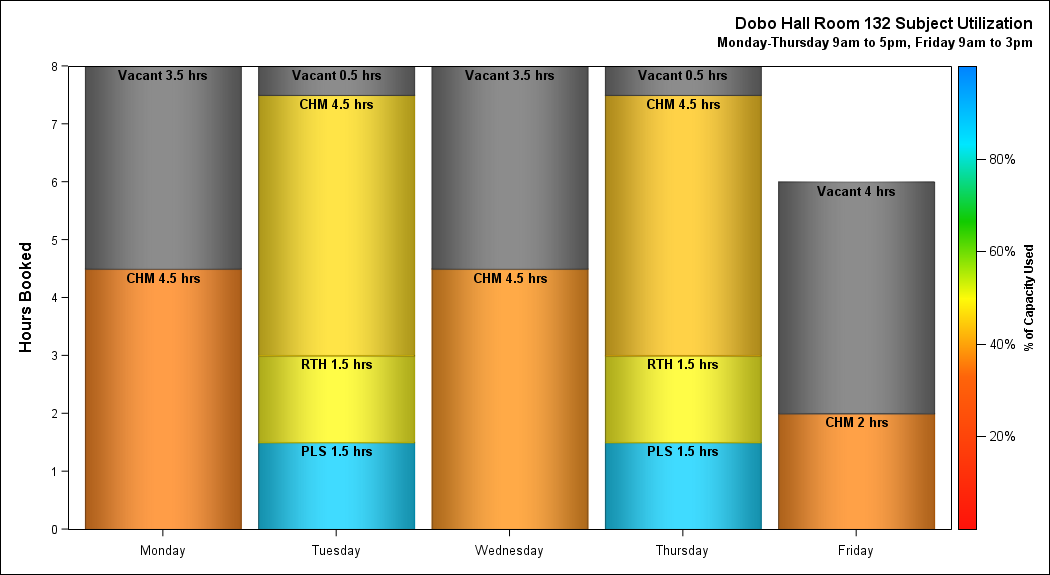 Dobo Hall Room 132 Subject Utilization
Monday-Thursday 9am to 5pm, Friday 9am to 3pm
Hours Booked
8
7
6
5
4
3
2
1
0
Vacant 3.5 hrs
CHM 4.5 hrs
Vacant 0.5 hrs
CHM 4.5 hrs
RTH 1.5 hrs
PLS 1.5 hrs
Vacant 3.5 hrs
CHM 4.5 hrs
Vacant 0.5 hrs
CHM 4.5 hrs
RTH 1.5 hrs
PLS 1.5 hrs
Vacant 4 hrs
CHM 2 hrs
Monday
Tuesday
Wednesday
Thursday
Friday
80%
60%
40%
20%
% of Capacity Used